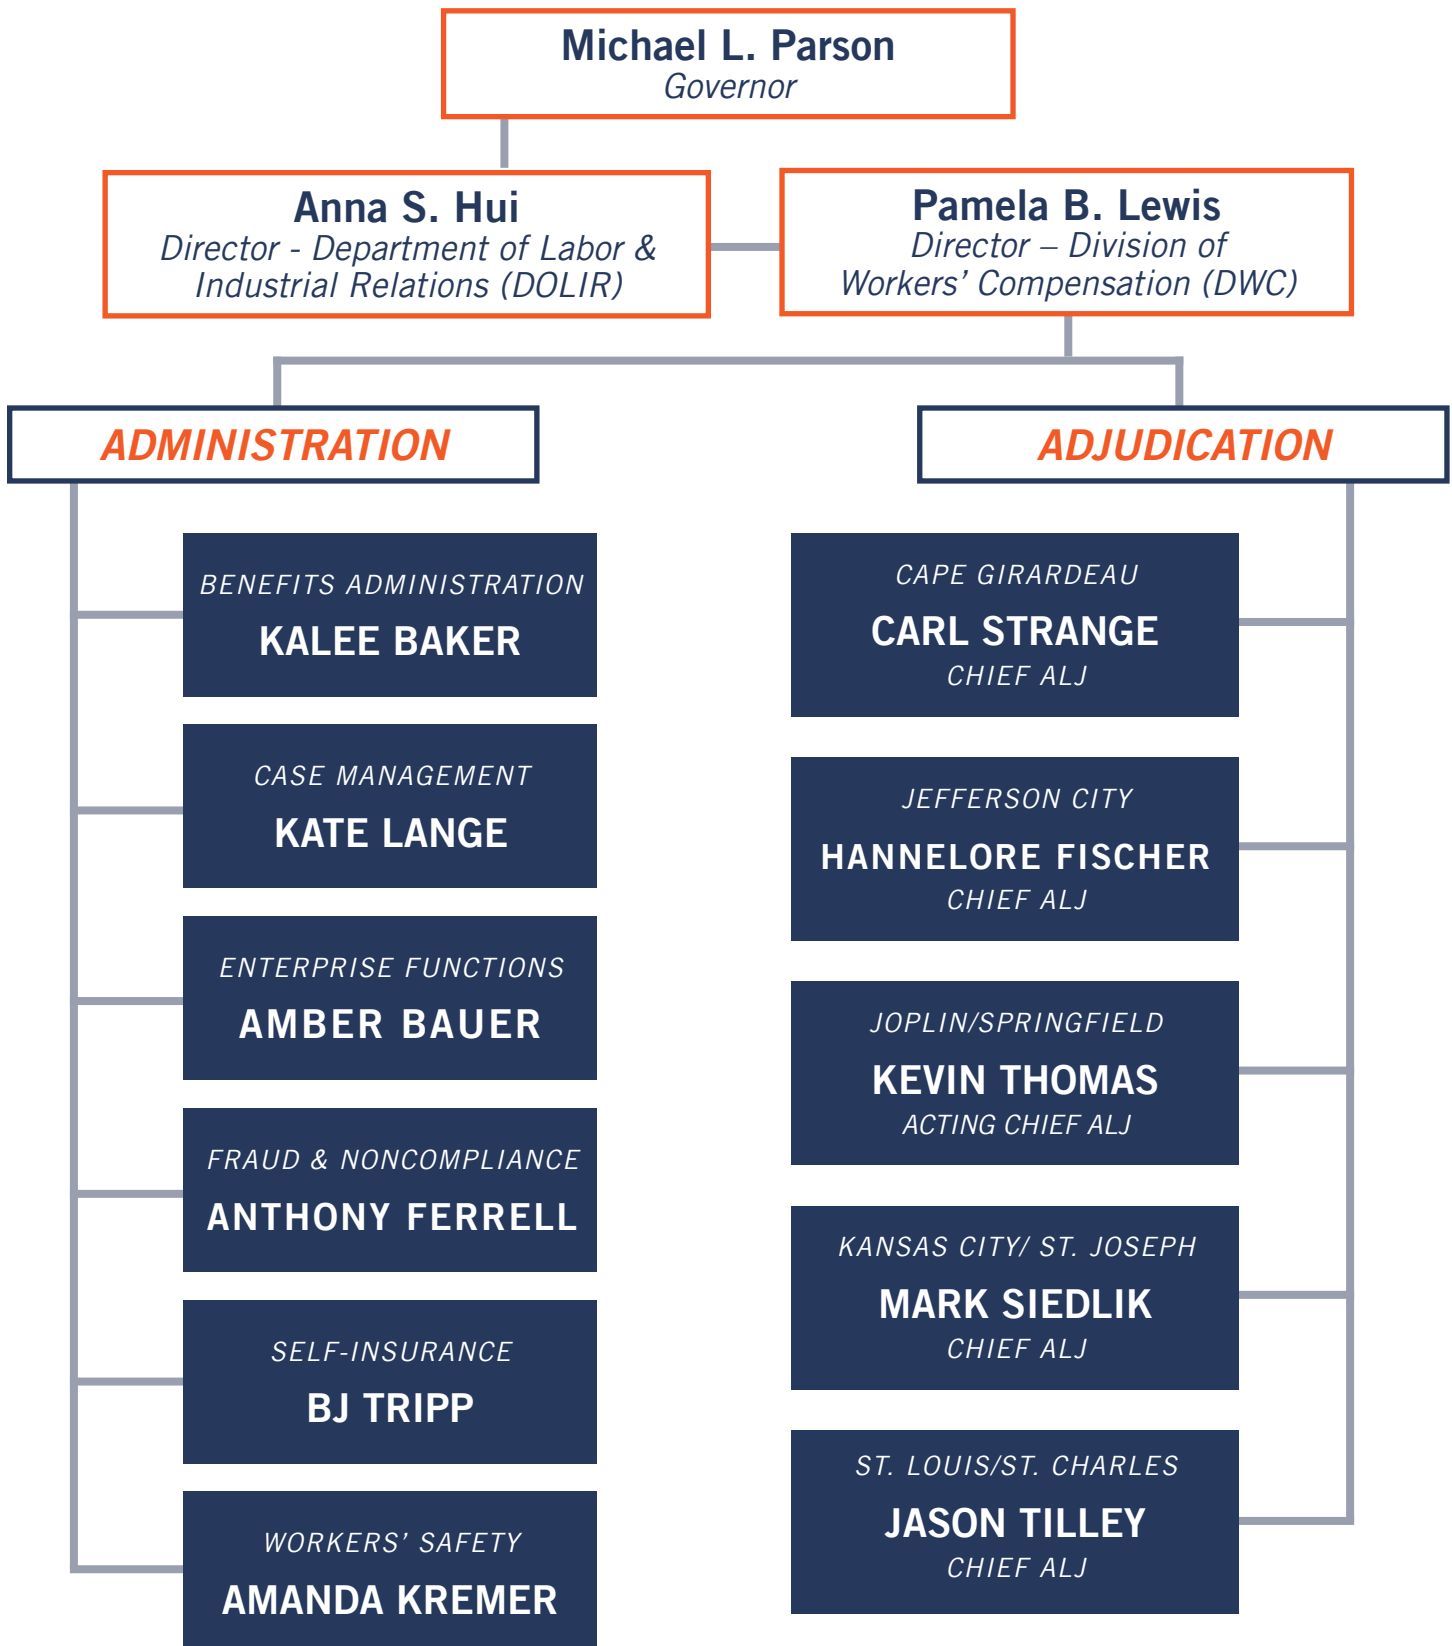 Michael L. Parson
Governor
Anna S. Hui
Director - Department of Labor &
Industrial Relations (DOLIR)
Pamela B. Lewis
Director – Division of
Workers’ Compensation (DWC)
ADMINISTRATION
BENEFITS ADMINISTRATION
KALEE BAKER
CASE MANAGEMENT
KATE LANGE
ENTERPRISE FUNCTIONS
AMBER BAUER
FRAUD & NONCOMPLIANCE
ANTHONY FERRELL
SELF-INSURANCE
BJ TRIPP
WORKERS’ SAFETY
AMANDA KREMER
ADJUDICATION
CAPE GIRARDEAU
CARL STRANGE
CHIEF ALJ
JEFFERSON CITY
HANNELORE FISCHER
CHIEF ALJ
JOPLIN/SPRINGFIELD
KEVIN THOMAS
ACTING CHIEF ALJ
KANSAS CITY/ ST. JOSEPH
MARK SIEDLIK
CHIEF ALJ
ST. LOUIS/ST. CHARLES
JASON TILLEY
CHIEF ALJ